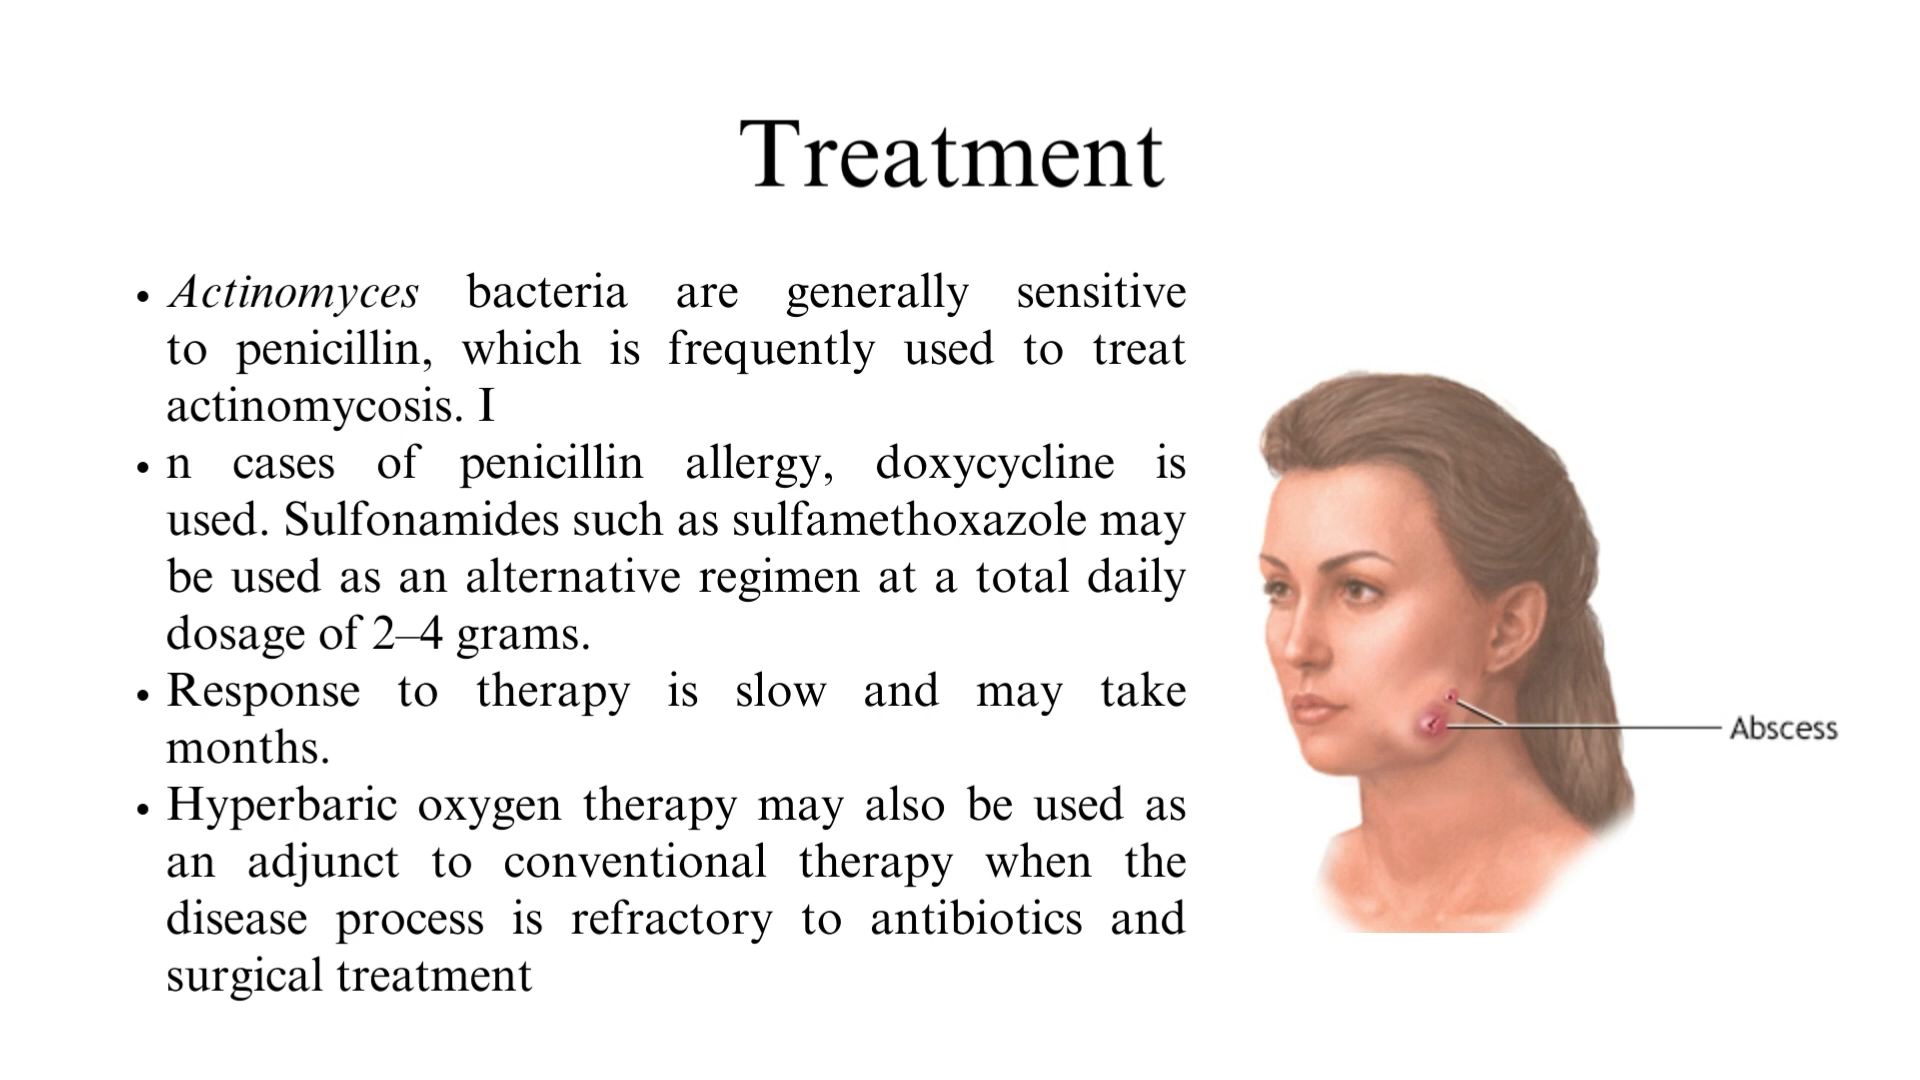 Treatment
• Actinomyces bacteria are generally sensitive
to penicillin, which is frequently used to treat
actinomycosis. I
• n cases of penicillin allergy, doxycycline is
used. Sulfonamides such as sulfamethoxazole may
be used as an alternative regimen at a total daily
dosage of 2–4 grams.
• Response to therapy is slow and may take
months.
• Hyperbaric oxygen therapy may also be used as
an adjunct to conventional therapy when the
disease process is refractory to antibiotics and
surgical treatment
Abscess